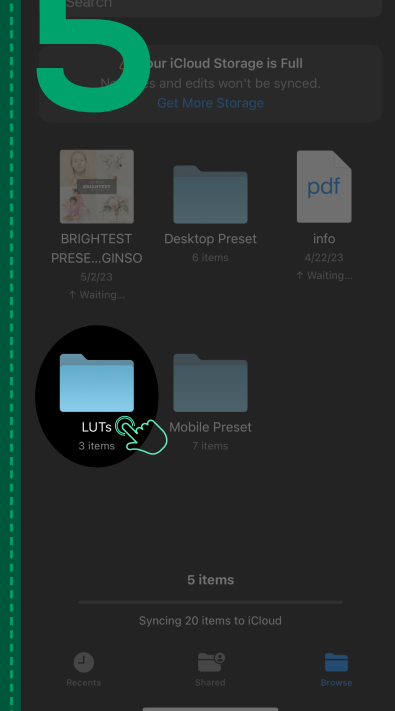 Search
5
our iCloud Storage is Full
es and edits won't be synced.
Get More Storage
BRIGHTEST
pdf
BRIGHTEST
PRESE...GINSO
5/2/23
↑ Waiting...
Desktop Preset
6 items
info
4/22/23
↑ Waiting...
LUTs
3 items
Mobile Preset
7 items
5 items
Syncing 20 items to iCloud
Recents
Shared
Browse